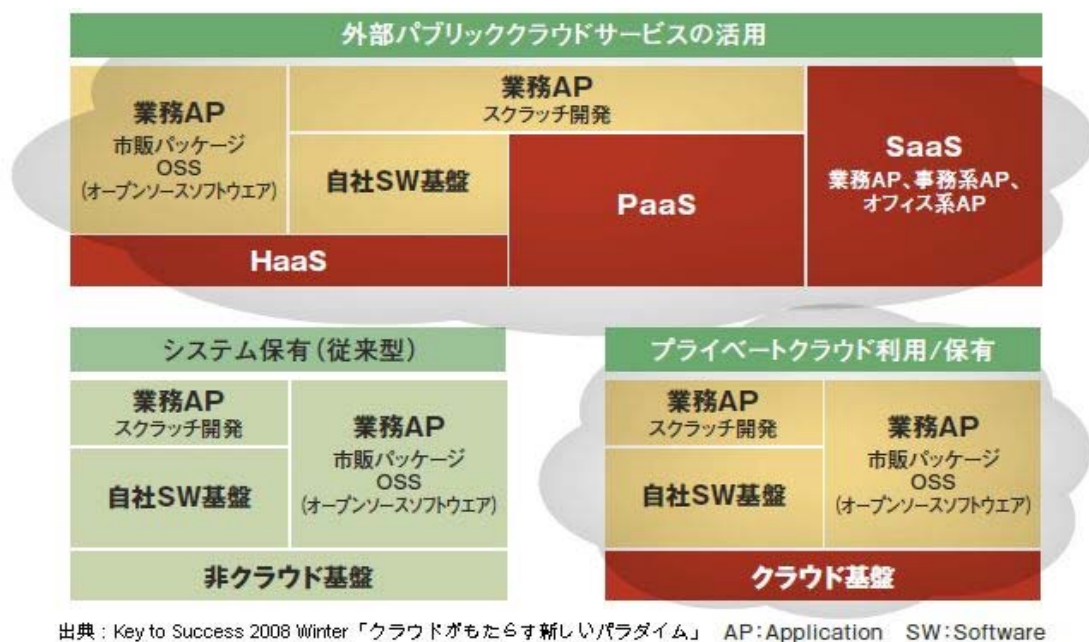 外部パブリッククラウドサービスの活用
業務AP
市販パッケージ
OSS
(オープンソースソフトウエア)
業務AP
スクラッチ開発
自社SW基盤
PaaS
HaaS
SaaS
業務AP、事務系AP、
オフィス系AP
システム保有(従来型)
業務AP
スクラッチ開発
自社SW基盤
業務AP
市販パッケージ
OSS
(オープンソースソフトウエア)
非クラウド基盤
プライベートクラウド利用/保有
業務AP
スクラッチ開発
自社SW基盤
業務AP
市販パッケージ
OSS
(オープンソースソフトウエア)
クラウド基盤
出典:Key to Success 2008 Winter「クラウドがもたらす新しいパラダイム」 AP:Application SW:Software